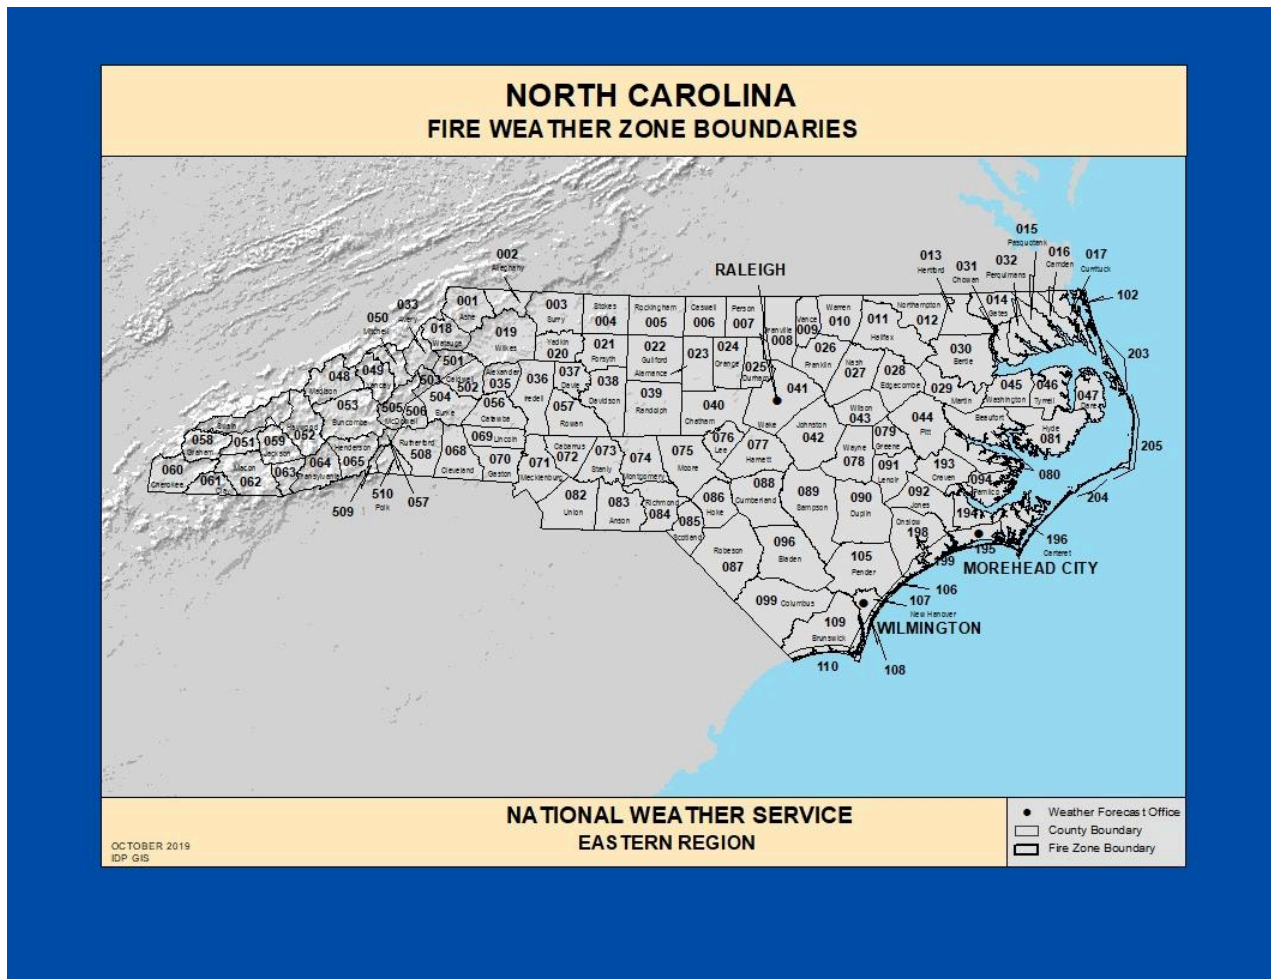 NORTH CAROLINA
FIRE WEATHER ZONE BOUNDARIES
015
Pasquotank
013
Hertford
031
Chowan
032
Perquimans
016
Camden
017
Currituck
002
Alleghany
RALEIGH
102
033
Avery
001
Ashe
003
Surry
Stokes
004
Rockingham
005
Caswell
006
Person
007
Granville
008
Vance
009
Warren
010
011
Halifax
Northampton
012
014
Gates
050
Mitchell
018
Watauga
019
Wilkes
Yadkin
020
021
Forsyth
022
Guilford
Alamance
023
024
Orange
025
Durham
026
Franklin
Nash
027
028
Edgecombe
030
Bertie
203
048
Madison
049
Yancey
501
503
Caldwell
502
Alexander
035
036
Iredell
037
Davie
038
Davidson
039
Randolph
040
Chatham
041
Wake
029
Martin
045
Washington
046
Tyrrell
047
Dare
053
Buncombe
505
506
McDowell
504
Burke
056
Catawba
057
Rowan
Johnston
042
Wilson
043
044
Pitt
Beaufort
Hyde
081
205
058
Graham
Swain
051
059
Jackson
052
Haywood
Henderson
Rutherford
508
068
Cleveland
069
Lincoln
070
Gaston
071
Mecklenburg
Cabarrus
072
073
Stanly
074
Montgomery
075
Moore
076
Lee
077
Harnett
Wayne
078
079
Greene
091
Lenoir
193
Craven
094
Pamlico
080
204
060
Cherokee
061
Macon
062
063
064
Transylvania
065
509
510
Polk
057
082
Union
083
Anson
Richmond
084
085
Scotland
086
Hoke
088
Cumberland
089
Sampson
090
Duplin
092
Jones
194
195
196
Carteret
Onslow
198
199
MOREHEAD CITY
Robeson
087
096
Bladen
105
Pender
106
099
Columbus
107
New Hanover
109
Brunswick
WILMINGTON
110
108
NATIONAL WEATHER SERVICE
EASTERN REGION
OCTOBER 2019
IDP GIS
Weather Forecast Office
County Boundary
Fire Zone Boundary